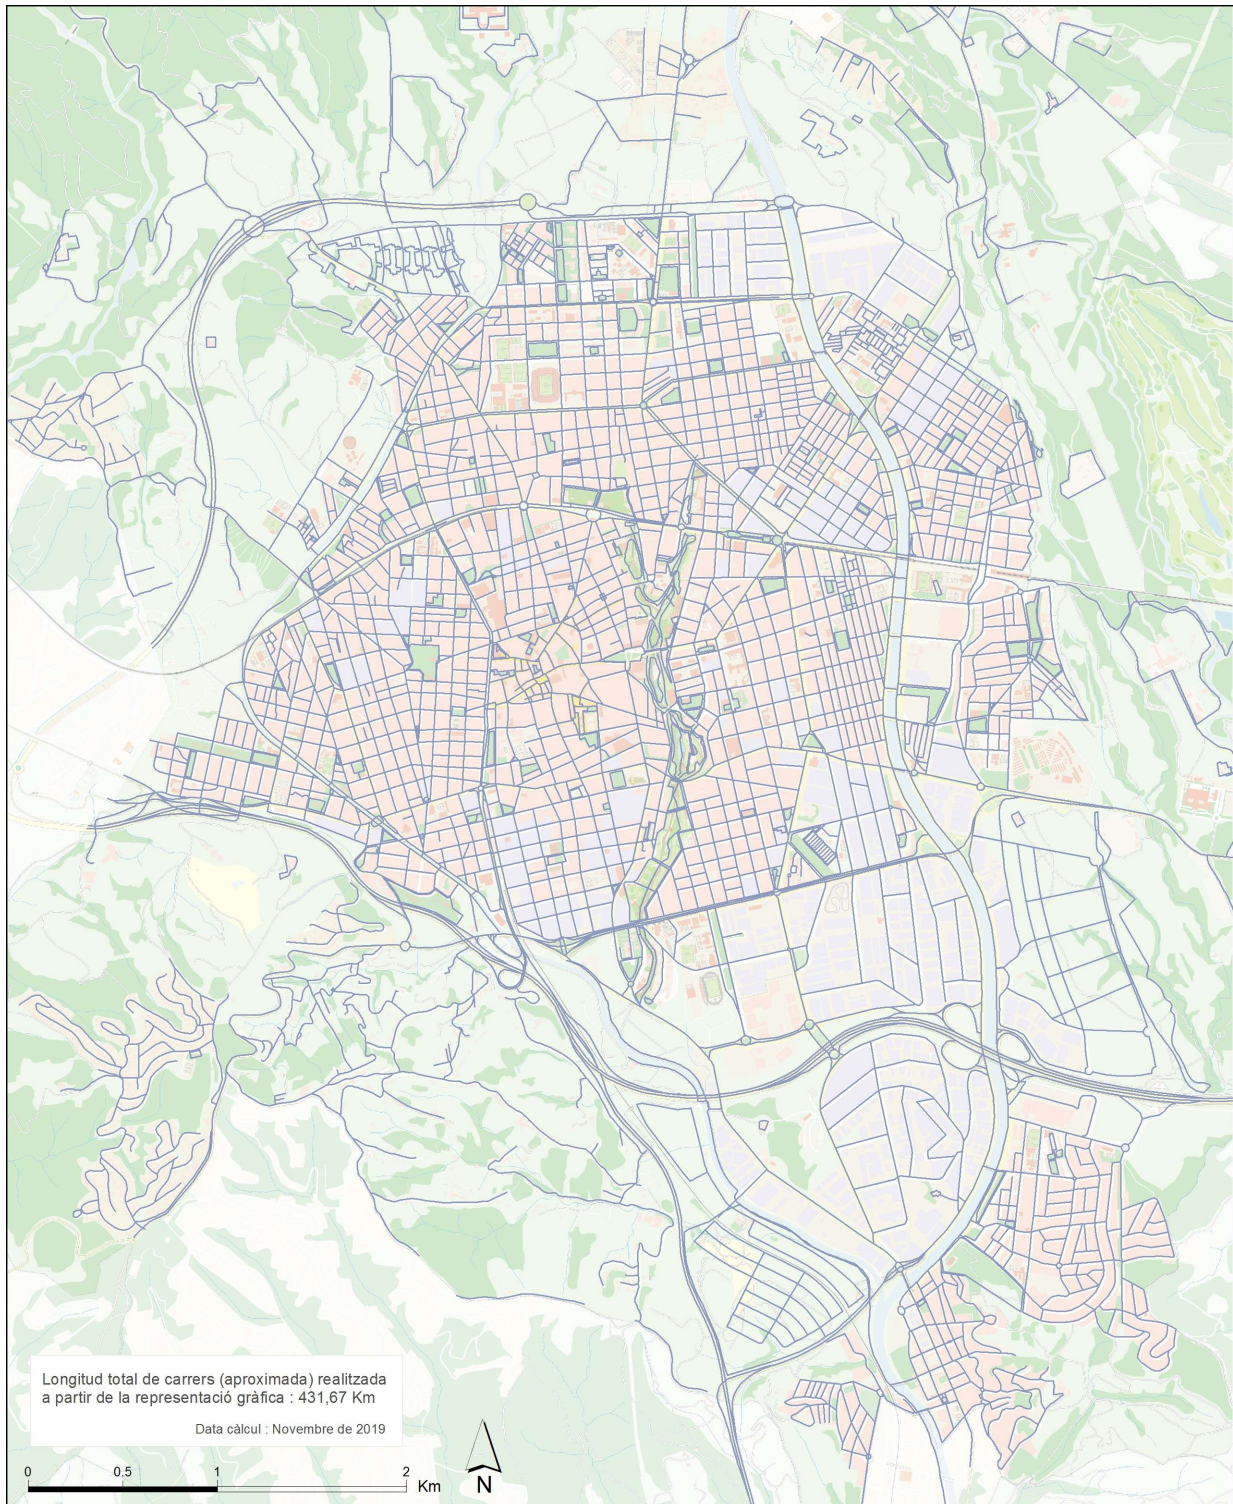 Longitud total de carrers (aproximada) realitzada
a partir de la representació gràfica : 431,67 Km
Data càlcul : Novembre de 2019
0 0.5 1 2
Km
N